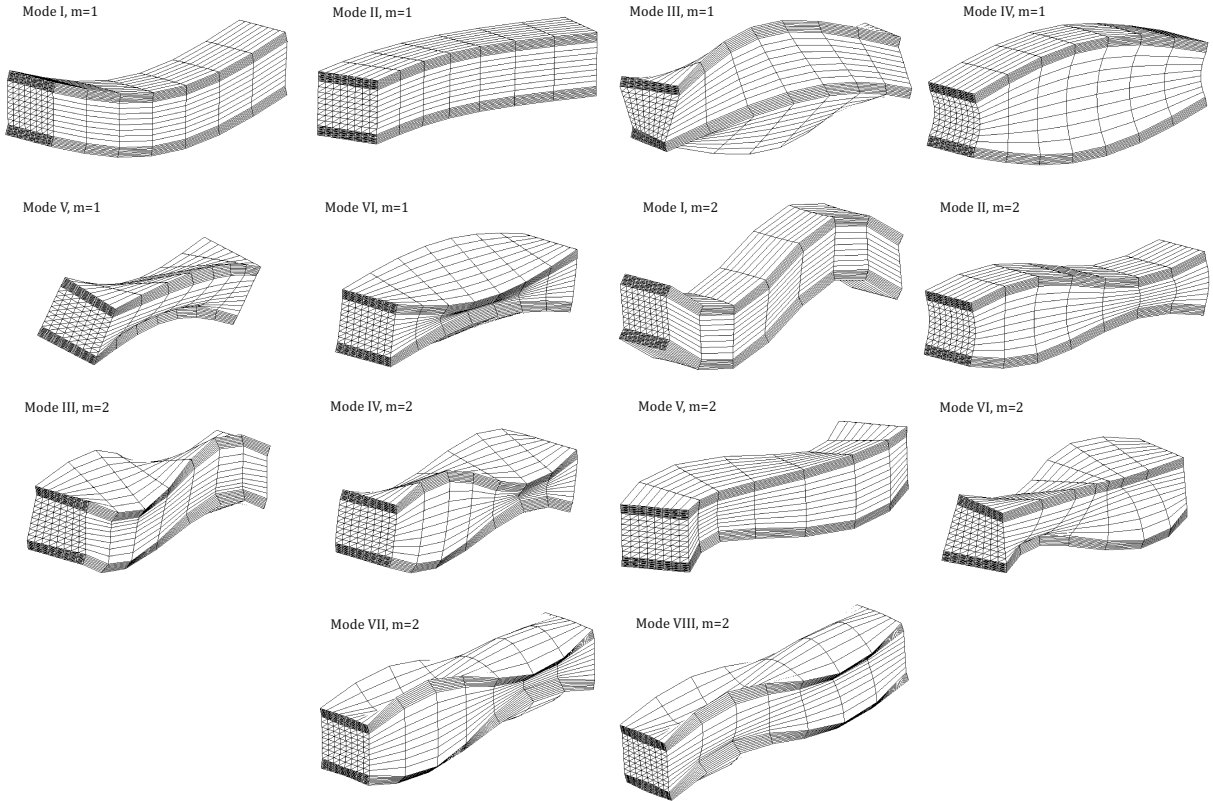 Mode I, m=1
Mode II, m=1
Mode III, m=1
Mode IV, m=1
Mode V, m=1
Mode VI, m=1
Mode I, m=2
Mode II, m=2
Mode III, m=2
Mode IV, m=2
Mode V, m=2
Mode VI, m=2
Mode VII, m=2
Mode VIII, m=2